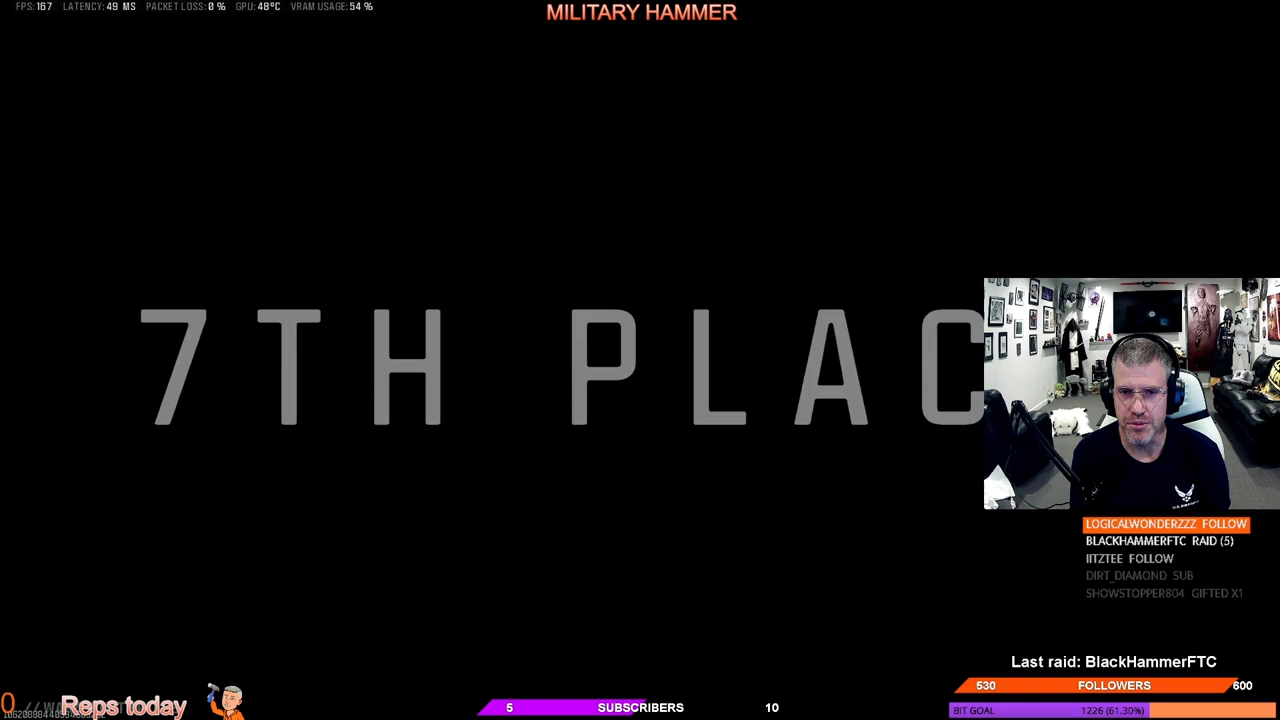 FPS: 167 LATENCY: 49 MS PACKET LOSS: 0 % GPU: 48°C VRAM USAGE: 54 %
MILITARY HAMMER
7TH PLAC
LOGICALWONDERZZZ FOLLOW
BLACKHAMMERFTC RAID (5)
IITZTEE FOLLOW
DIRT_DIAMOND SUB
SHOWSTOPPER804 GIFTED X1
Last raid: BlackHammerFTC
530 FOLLOWERS 600
0 Reps today
5 SUBSCRIBERS 10
BIT GOAL 1226 (61.30%)